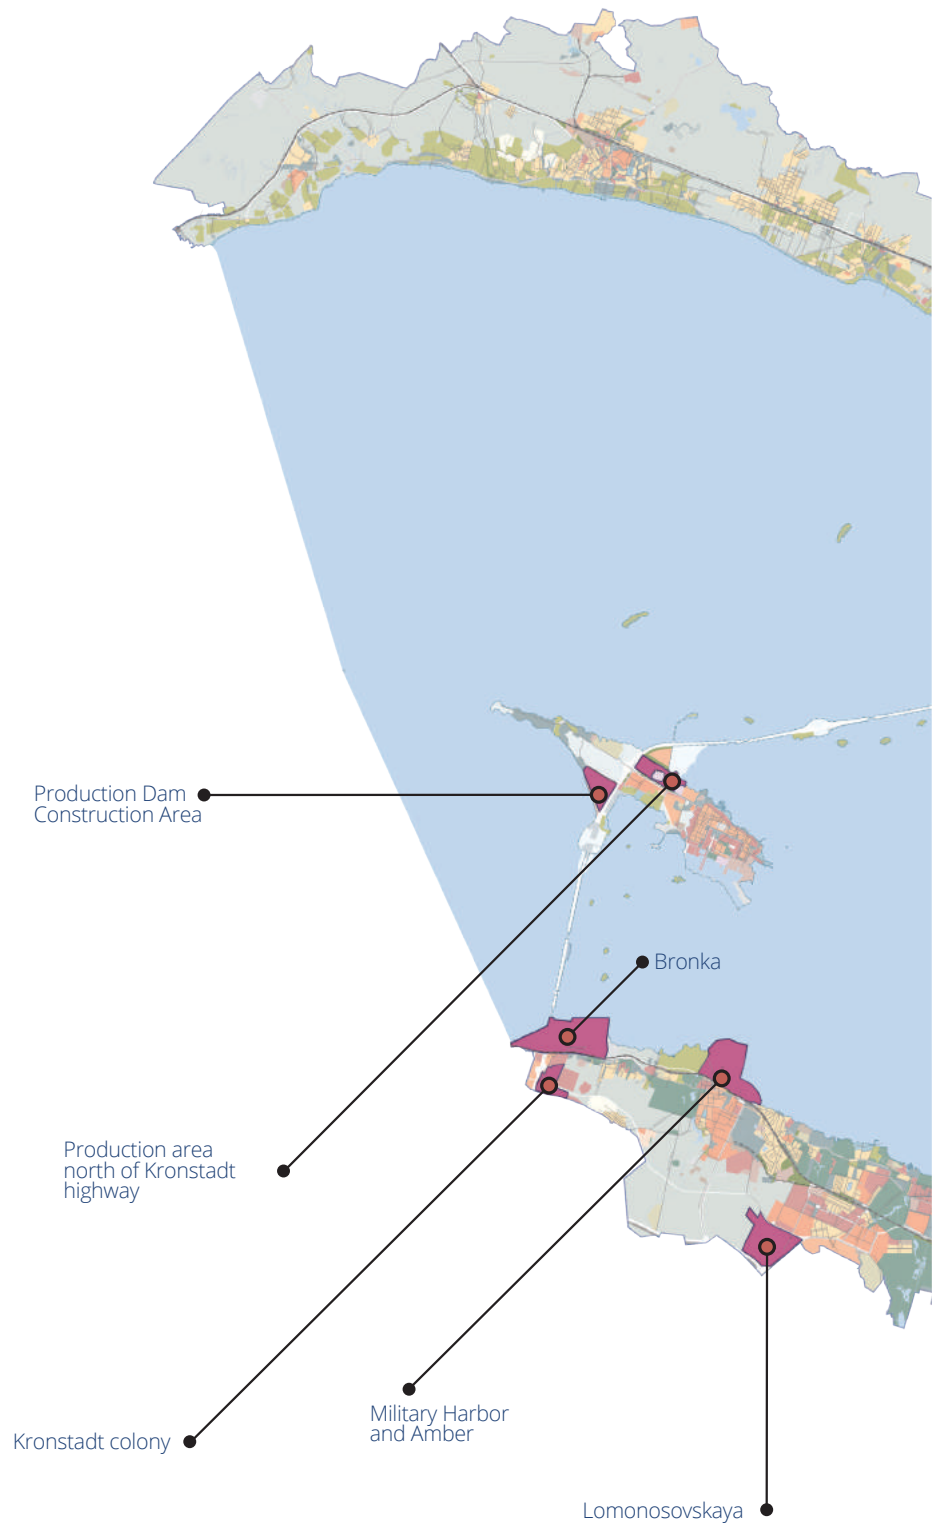 Production Dam
Construction Area
Bronka
Production area
north of Kronstadt
highway
Military Harbor
and Amber
Kronstadt colony
Lomonosovskaya